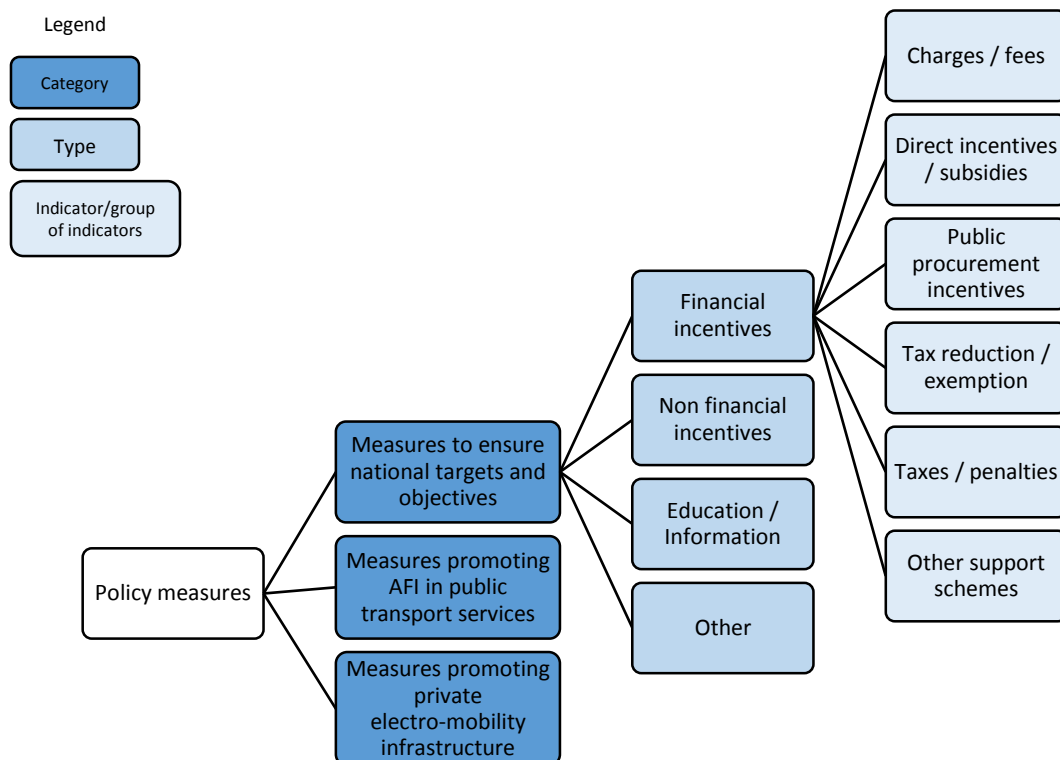 Legend
Category
Type
Indicator/group
of indicators
Policy measures
Measures to ensure
national targets and
objectives
Measures promoting
AFI in public
transport services
Measures promoting
private
electro-mobility
infrastructure
Financial
incentives
Non financial
incentives
Education /
Information
Other
Charges / fees
Direct incentives
/ subsidies
Public
procurement
incentives
Tax reduction /
exemption
Taxes / penalties
Other support
schemes